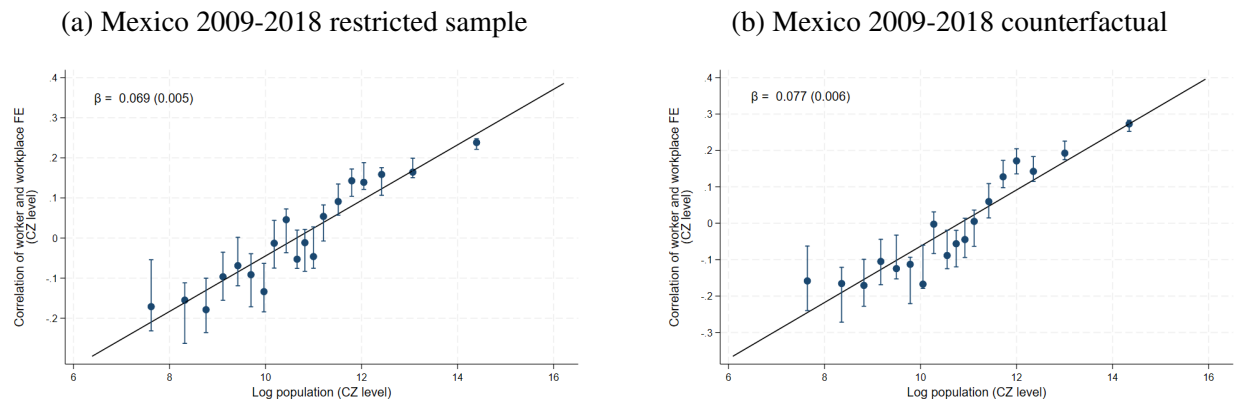 (a) Mexico 2009-2018 restricted sample
.4
.3
.2
.1
0
-.1
-.2
Correlation of worker and workplace FE
(CZ level)
β = 0.069 (0.005)
6 8 10 12 14 16
Log population (CZ level)
(b) Mexico 2009-2018 counterfactual
.4
.3
.2
.1
0
-.1
-.2
-.3
Correlation of worker and workplace FE
(CZ level)
β = 0.077 (0.006)
6 8 10 12 14 16
Log population (CZ level)